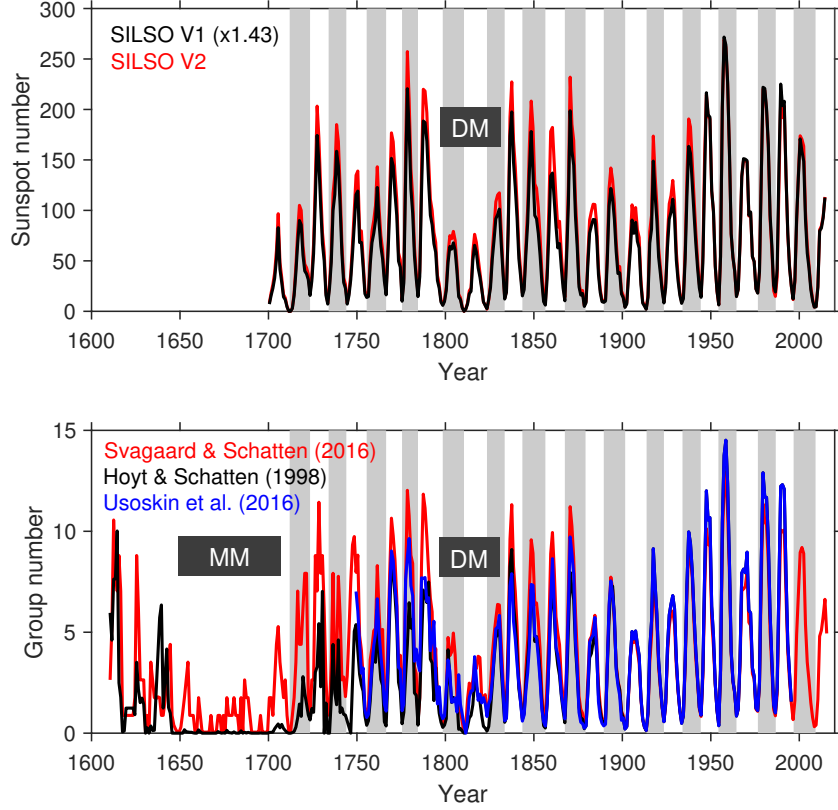 300
250
200
150
100
50
0
Sunspot number
SILSO V1 (x1.43)
SILSO V2
DM
1600 1650 1700 1750 1800 1850 1900 1950 2000
Year
15
10
5
0
Group number
Svagaard & Schatten (2016)
Hoyt & Schatten (1998)
Usoskin et al. (2016)
MM
DM
1600 1650 1700 1750 1800 1850 1900 1950 2000
Year